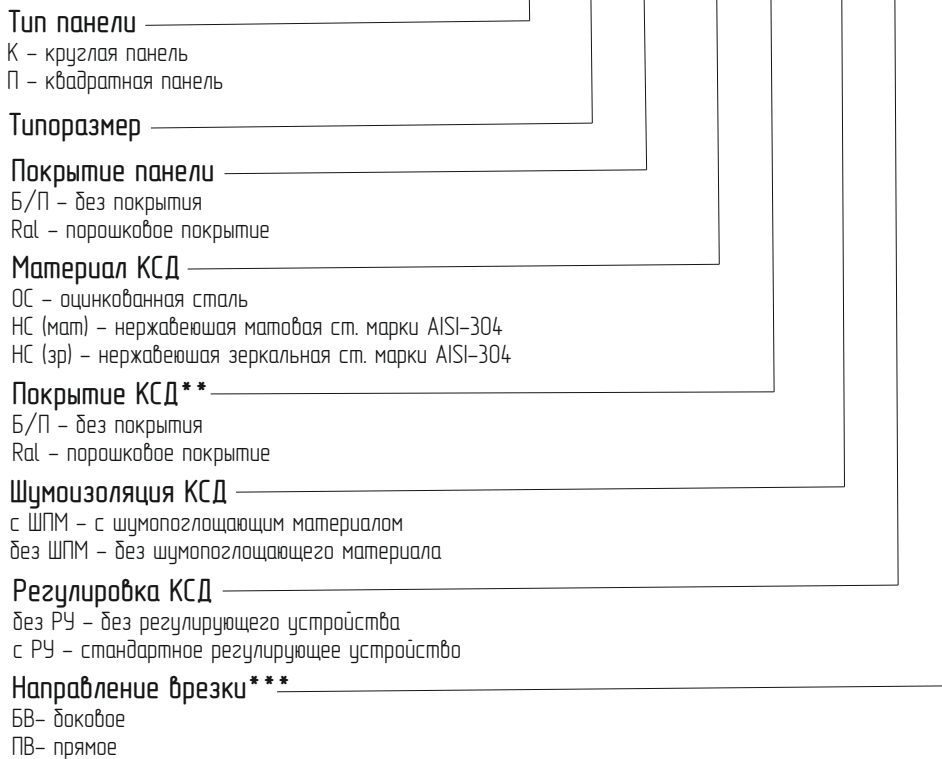 Тип панели
К – круглая панель
П – квадратная панель
Типоразмер
Покрытие панели
Б/П – без покрытия
Ral – порошковое покрытие
Материал КСД
ОС – оцинкованная сталь
НС (мат) – нержавеюшая матовая ст. марки AISI–304
НС (зр) – нержавеюшая зеркальная ст. марки AISI–304
Покрытие КСД**
Б/П – без покрытия
Ral – порошковое покрытие
Шумоизоляция КСД
с ШПМ – с шумопоглощающим материалом
без ШПМ – без шумопоглощающего материала
Регулировка КСД
без РУ – без регулирующего устройства
с РУ – стандартное регулирующее устройство
Направление врезки***
БВ– боковое
ПВ– прямое